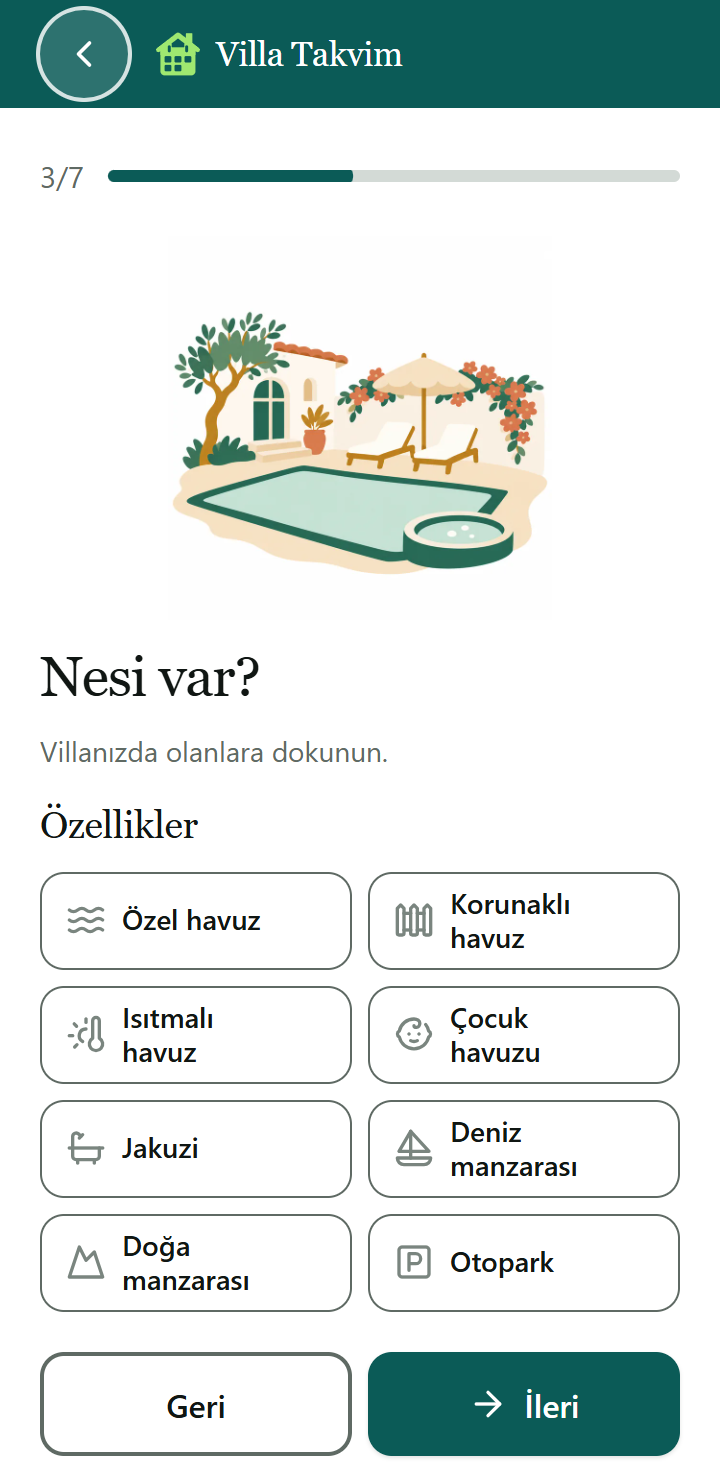 Villa Takvim
3/7
Nesi var?
Villanızda olanlara dokunun.
Özellikler
Özel havuz
Korunaklı
havuz
Isıtmalı
havuz
Çocuk
havuzu
Jakuzi
Deniz
manzarası
Doğa
manzarası
P
Otopark
Geri
İleri